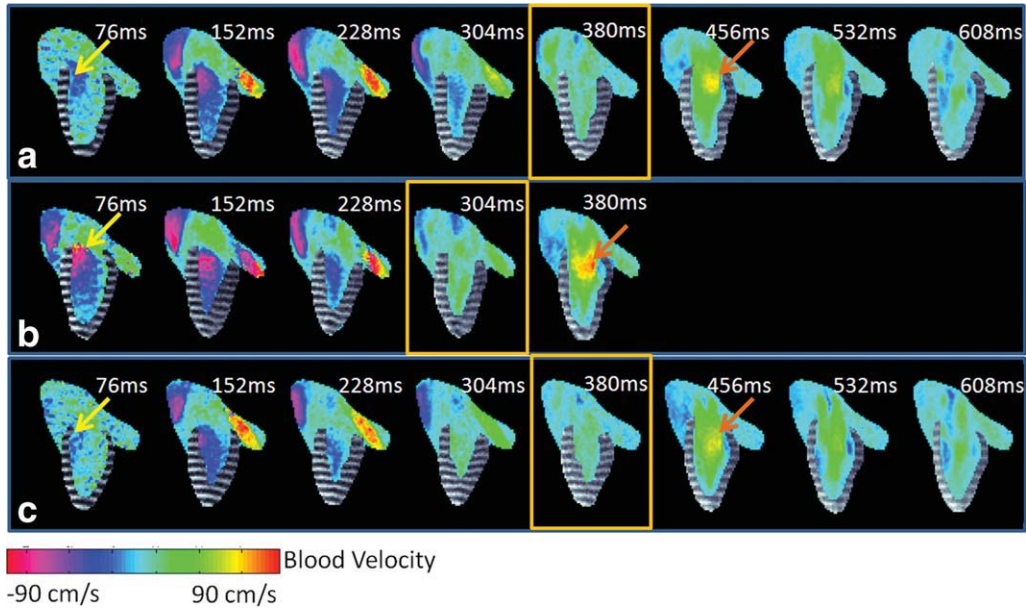 76ms 152ms 228ms 304ms 380ms 456ms 532ms 608ms
a
76ms 152ms 228ms 304ms 380ms
b
76ms 152ms 228ms 304ms 380ms 456ms 532ms 608ms
c
Blood Velocity
-90 cm/s 90 cm/s